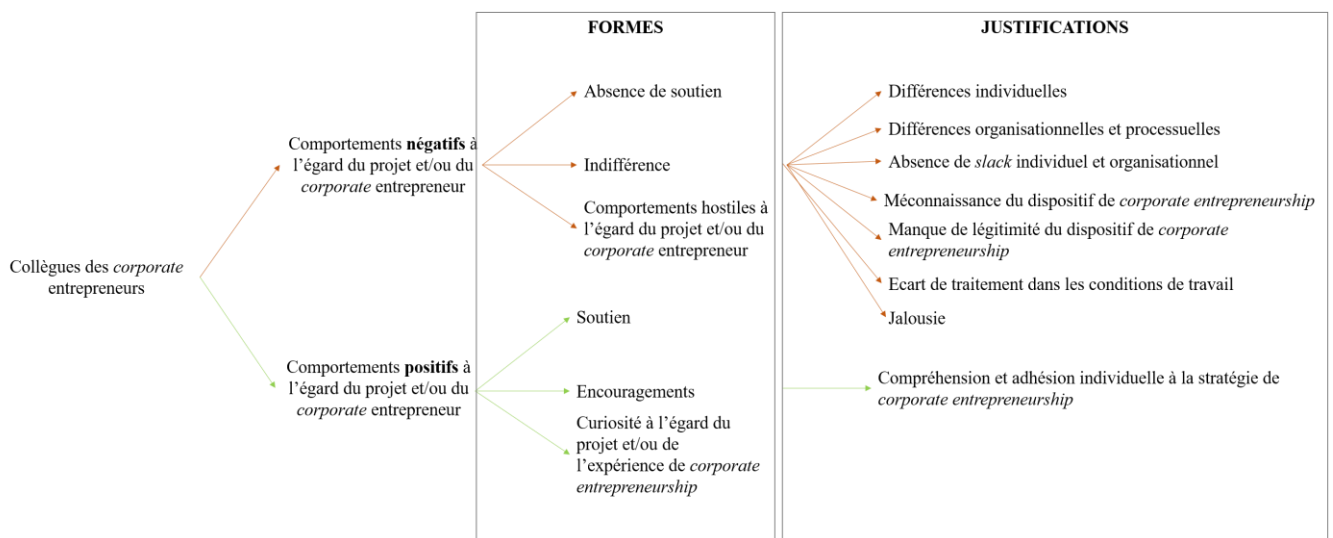 FORMES
JUSTIFICATIONS
Collègues des corporate
entrepreneurs
Comportements négatifs à
l’égard du projet et/ou du
corporate entrepreneur
Absence de soutien
Indifférence
Comportements hostiles à
l’égard du projet et/ou du
corporate entrepreneur
Différences individuelles
Différences organisationnelles et processuelles
Absence de slack individuel et organisationnel
Méconnaissance du dispositif de corporate entrepreneurship
Manque de légitimité du dispositif de corporate
entrepreneurship
Ecart de traitement dans les conditions de travail
Jalousie
Comportements positifs à
l’égard du projet et/ou du
corporate entrepreneur
Soutien
Encouragements
Curiosité à l’égard du
projet et/ou de
l’expérience de corporate
entrepreneurship
Compréhension et adhésion individuelle à la stratégie de
corporate entrepreneurship